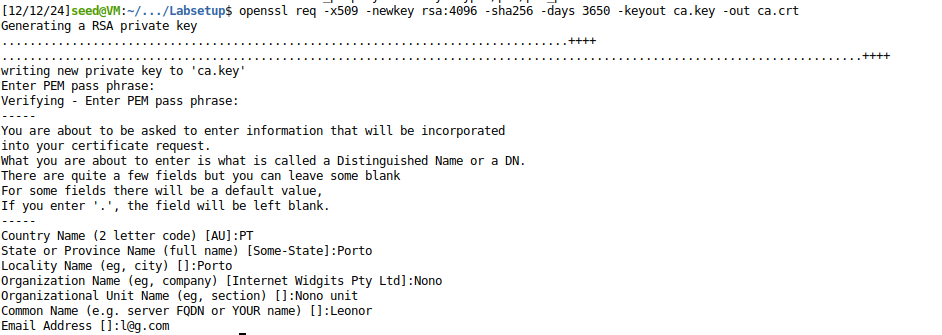 [12/12/24]seed@VM:~/.../Labsetup$ openssl req -x509 -newkey rsa:4096 -sha256 -days 3650 -keyout ca.key -out ca.crt
Generating a RSA private key
.................................................................................++++
...........................................................................................................................++++
writing new private key to 'ca.key'
Enter PEM pass phrase:
Verifying - Enter PEM pass phrase:
-----
You are about to be asked to enter information that will be incorporated
into your certificate request.
What you are about to enter is what is called a Distinguished Name or a DN.
There are quite a few fields but you can leave some blank
For some fields there will be a default value,
If you enter '.', the field will be left blank.
-----
Country Name (2 letter code) [AU]:PT
State or Province Name (full name) [Some-State]:Porto
Locality Name (eg, city) []:Porto
Organization Name (eg, company) [Internet Widgits Pty Ltd]:Nono
Organizational Unit Name (eg, section) []:Nono unit
Common Name (e.g. server FQDN or YOUR name) []:Leonor
Email Address []:l@g.com